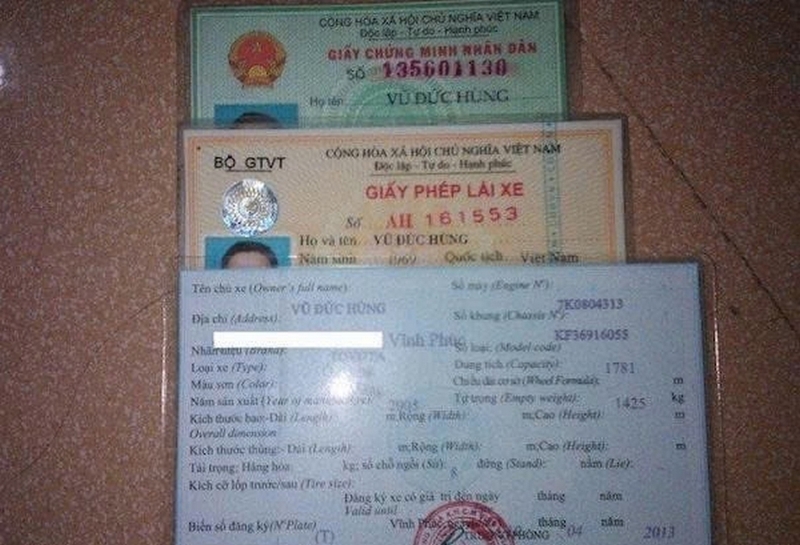 CỘNG HÒA XÃ HỘI CHỦ NGHĨA VIỆT NAM
Độc lập - Tự do - Hạnh phúc
GIẤY CHỨNG MINH NHÂN DÂN
SỐ 135601130
Họ tên VŨ ĐỨC HÙNG
BỘ GTVT
CỘNG HÒA XÃ HỘI CHỦ NGHĨA VIỆT NAM
Độc lập - Tự do - Hạnh phúc
GIẤY PHÉP LÁI XE
Số AH 161553
Họ và tên VŨ ĐỨC HÙNG
Năm sinh 1969 Quốc tịch Việt Nam
Tên chủ xe (Owner's full name): Số máy (Engine Nº):
VŨ ĐỨC HÙNG 7K0804313
Địa chỉ (Address): Số khung (Chassis Nº):
Vĩnh Phúc KF36916055
Nhãn hiệu (Brand): Số loại: (Model code)
TOYOTA
Loại xe (Type): Dung tích (Capacity): 1781
Màu sơn (Color): (Wheel Formula): m
Năm sản xuất (Year of manufacture) 2005 Tự trọng (Empty weight): 1425 kg
Kích thước bao:-Dài (Length) m;Rộng (Width): m;Cao (Height): m
Overall dimension
Kích thước thùng:- Dài (Length): m;Rộng (Width): m;Cao (Height): m
Tải trọng: Hàng hóa: kg; số chỗ ngồi (Sit) 8 đứng (Stand): nằm (Lie):
Kích cỡ lốp trước/sau (Tire size):
Đăng ký xe có giá trị đến ngày tháng năm
Valid until
Biển số đăng ký(NºPlate) Vĩnh Phúc tháng 04 năm 2013
(T) PHÒNG